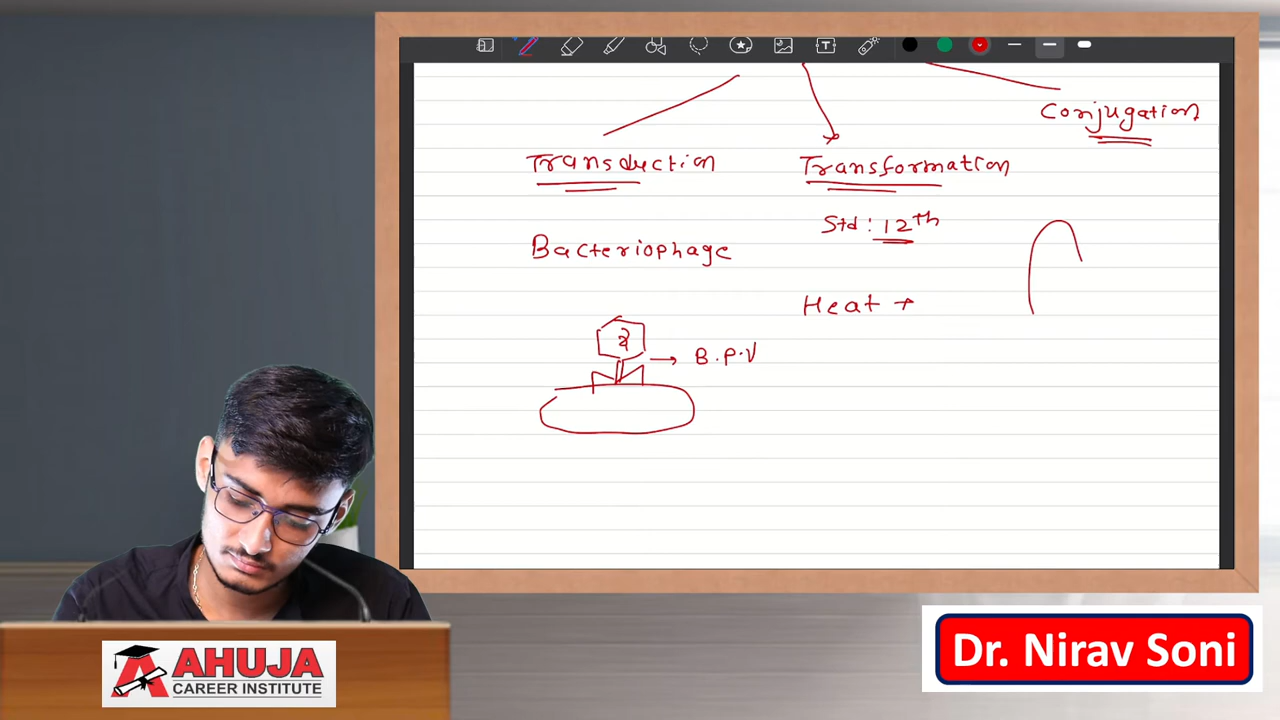 Conjugation
Transduction
Transformation
Std : 12th
Bacteriophage
Heat +
B.P.V
AHUJA
CAREER INSTITUTE
Dr. Nirav Soni